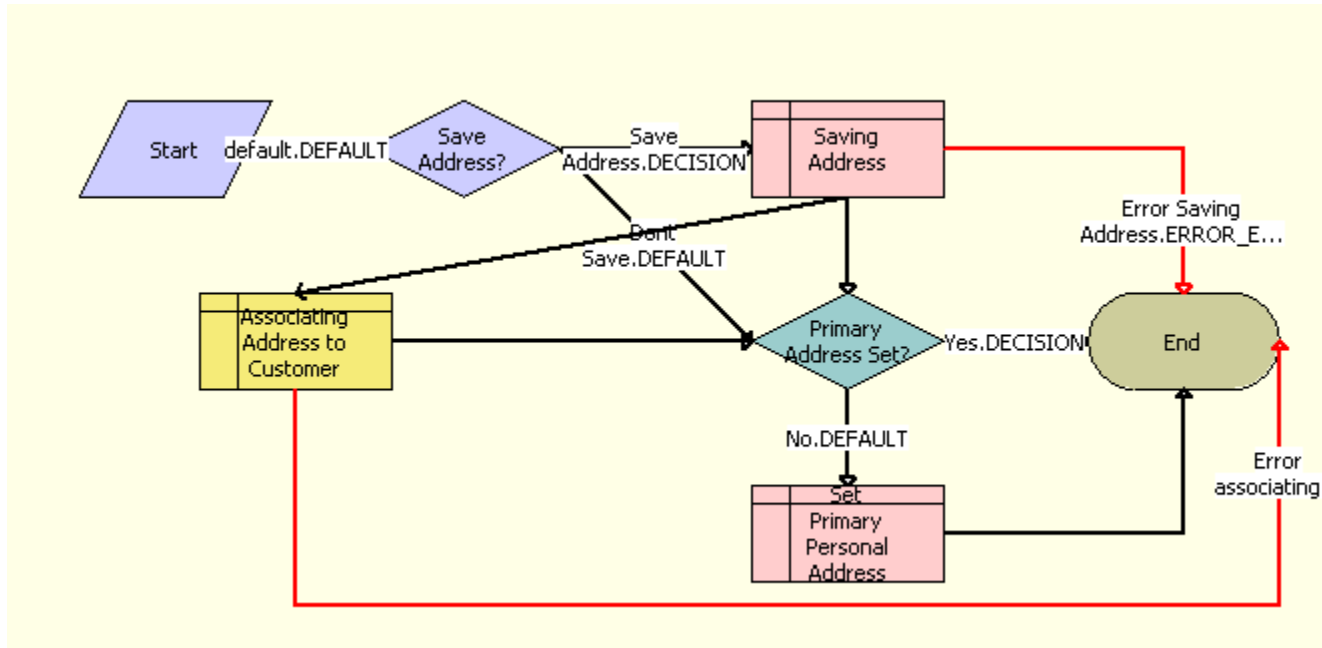 Start
default.DEFAULT
Save
Address?
Save
Address.DECISION
Saving
Address
Error Saving
Address.ERROR_E...
Dont
Save.DEFAULT
Associating
Address to
Customer
Primary
Address Set?
Yes.DECISION
End
No.DEFAULT
Error
associating
Set
Primary
Personal
Address